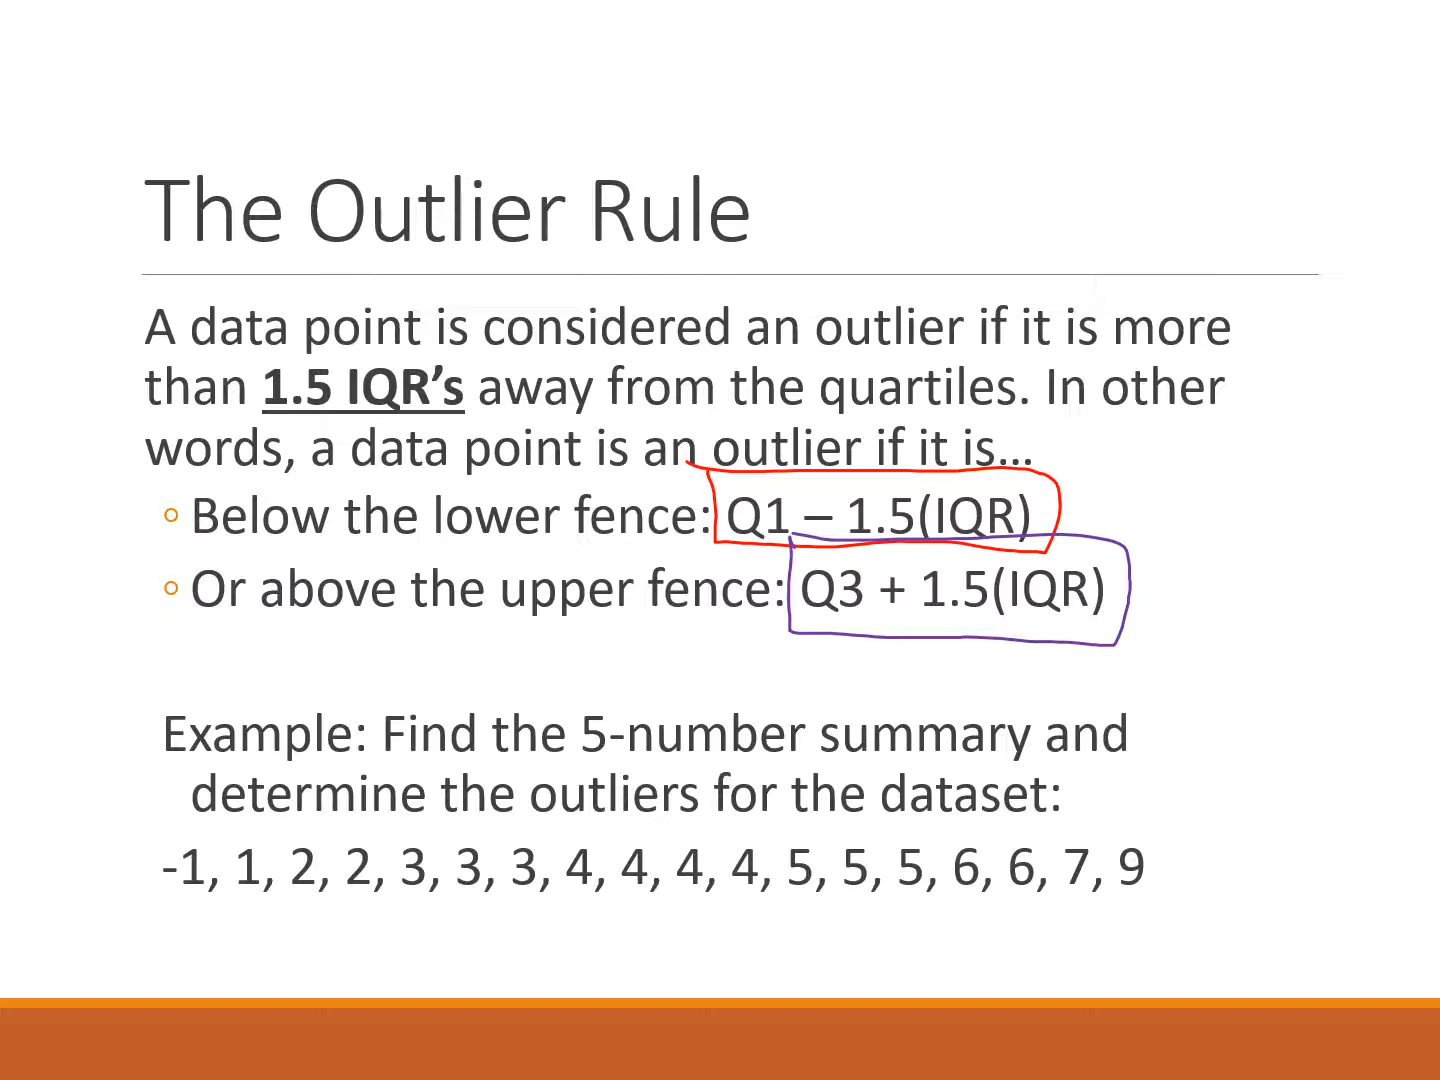 The Outlier Rule
A data point is considered an outlier if it is more
than 1.5 IQR’s away from the quartiles. In other
words, a data point is an outlier if it is…
◦ Below the lower fence: Q1 – 1.5(IQR)
◦ Or above the upper fence: Q3 + 1.5(IQR)
Example: Find the 5-number summary and
determine the outliers for the dataset:
-1, 1, 2, 2, 3, 3, 3, 4, 4, 4, 4, 5, 5, 5, 6, 6, 7, 9